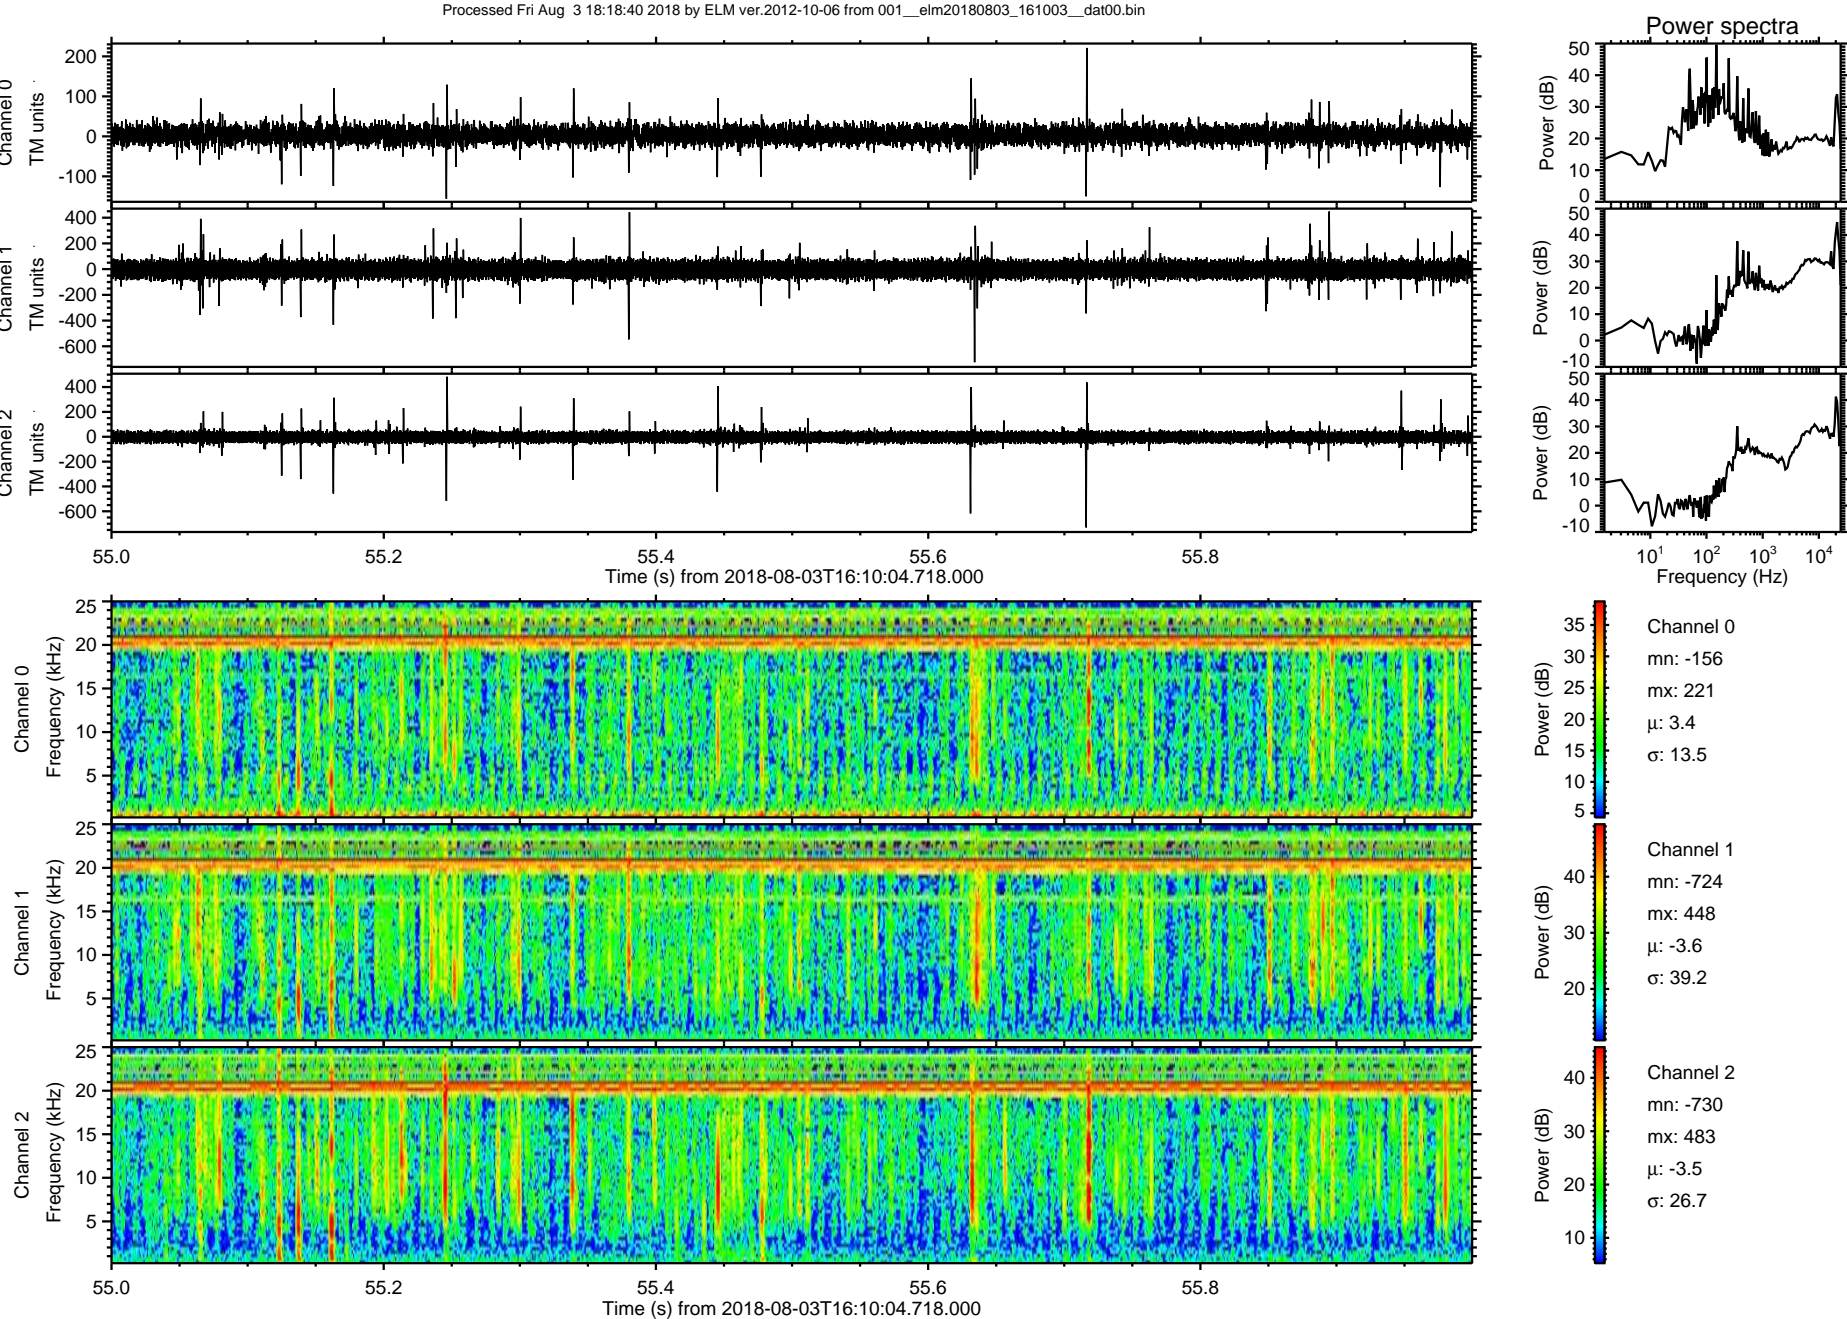 Processed Fri Aug  3 18:18:40 2018 by ELM ver.2012-10-06 from 001__elm20180803_161003__dat00.bin
Power spectra
Channel 0
TM units
200
100
0
-100
Power (dB)
50
40
30
20
10
0
Channel 1
TM units
400
200
0
-200
-400
-600
Power (dB)
50
40
30
20
10
0
-10
Channel 2
TM units
400
200
0
-200
-400
-600
Power (dB)
50
40
30
20
10
0
-10
55.0 55.2 55.4 55.6 55.8
Time (s) from 2018-08-03T16:10:04.718.000
10^1 10^2 10^3 10^4
Frequency (Hz)
Channel 0
Frequency (kHz)
25
20
15
10
5
Power (dB)
35
30
25
20
15
10
5
Channel 0
mn: -156
mx: 221
μ: 3.4
σ: 13.5
Channel 1
Frequency (kHz)
25
20
15
10
5
Power (dB)
40
30
20
Channel 1
mn: -724
mx: 448
μ: -3.6
σ: 39.2
Channel 2
Frequency (kHz)
25
20
15
10
5
Power (dB)
40
30
20
10
Channel 2
mn: -730
mx: 483
μ: -3.5
σ: 26.7
55.0 55.2 55.4 55.6 55.8
Time (s) from 2018-08-03T16:10:04.718.000